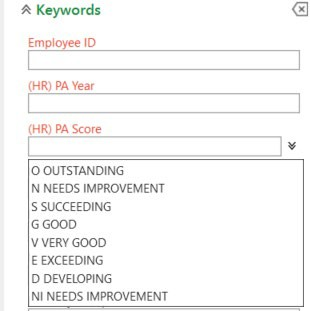 Keywords
Employee ID
(HR) PA Year
(HR) PA Score
O OUTSTANDING
N NEEDS IMPROVEMENT
S SUCCEEDING
G GOOD
V VERY GOOD
E EXCEEDING
D DEVELOPING
NI NEEDS IMPROVEMENT